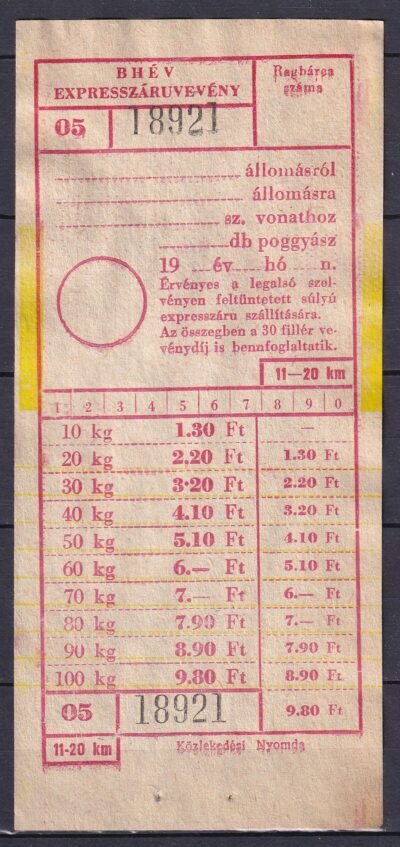 BHÉV
EXPRESSZÁRUVEVÉNY
Ragbárca
száma
05
18921
állomásról
állomásra
sz. vonathoz
db poggyász
19 év hó n.
Érvényes a legalsó szel-
vényen feltüntetett súlyú
expresszáru szállítására.
Az összegben a 30 fillér ve-
vénydíj is bennfoglaltatik.
11—20 km
1 2 3 4 5 6 7 8 9 0
10 kg 1.30 Ft —
20 kg 2.20 Ft 1.30 Ft
30 kg 3·20 Ft 2.20 Ft
40 kg 4.10 Ft 3.20 Ft
50 kg 5.10 Ft 4.10 Ft
60 kg 6.— Ft 5.10 Ft
70 kg 7.— Ft 6.— Ft
80 kg 7.90 Ft 7.— Ft
90 kg 8.90 Ft 7.90 Ft
100 kg 9.80 Ft 8.90 Ft
05 18921 9.80 Ft
11-20 km
Közlekedési Nyomda